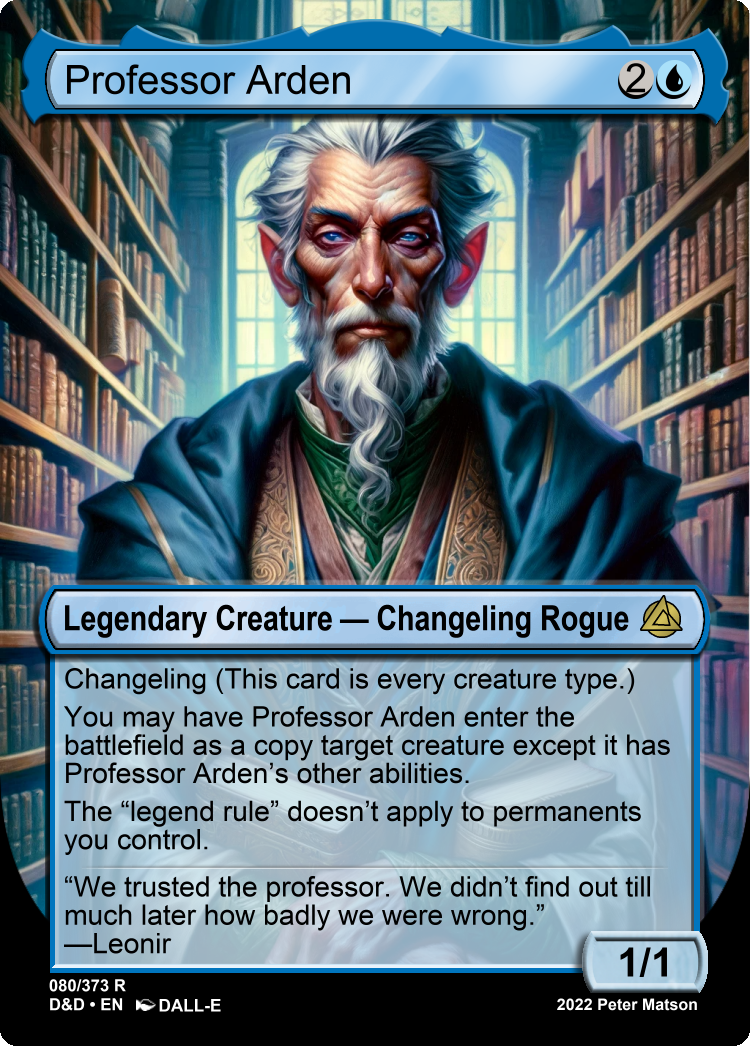 Professor Arden 2
Legendary Creature — Changeling Rogue
Changeling (This card is every creature type.)
You may have Professor Arden enter the
battlefield as a copy target creature except it has
Professor Arden's other abilities.
The “legend rule” doesn't apply to permanents
you control.
“We trusted the professor. We didn't find out till
much later how badly we were wrong.”
—Leonir
1/1
080/373 R
D&D • EN DALL-E
2022 Peter Matson